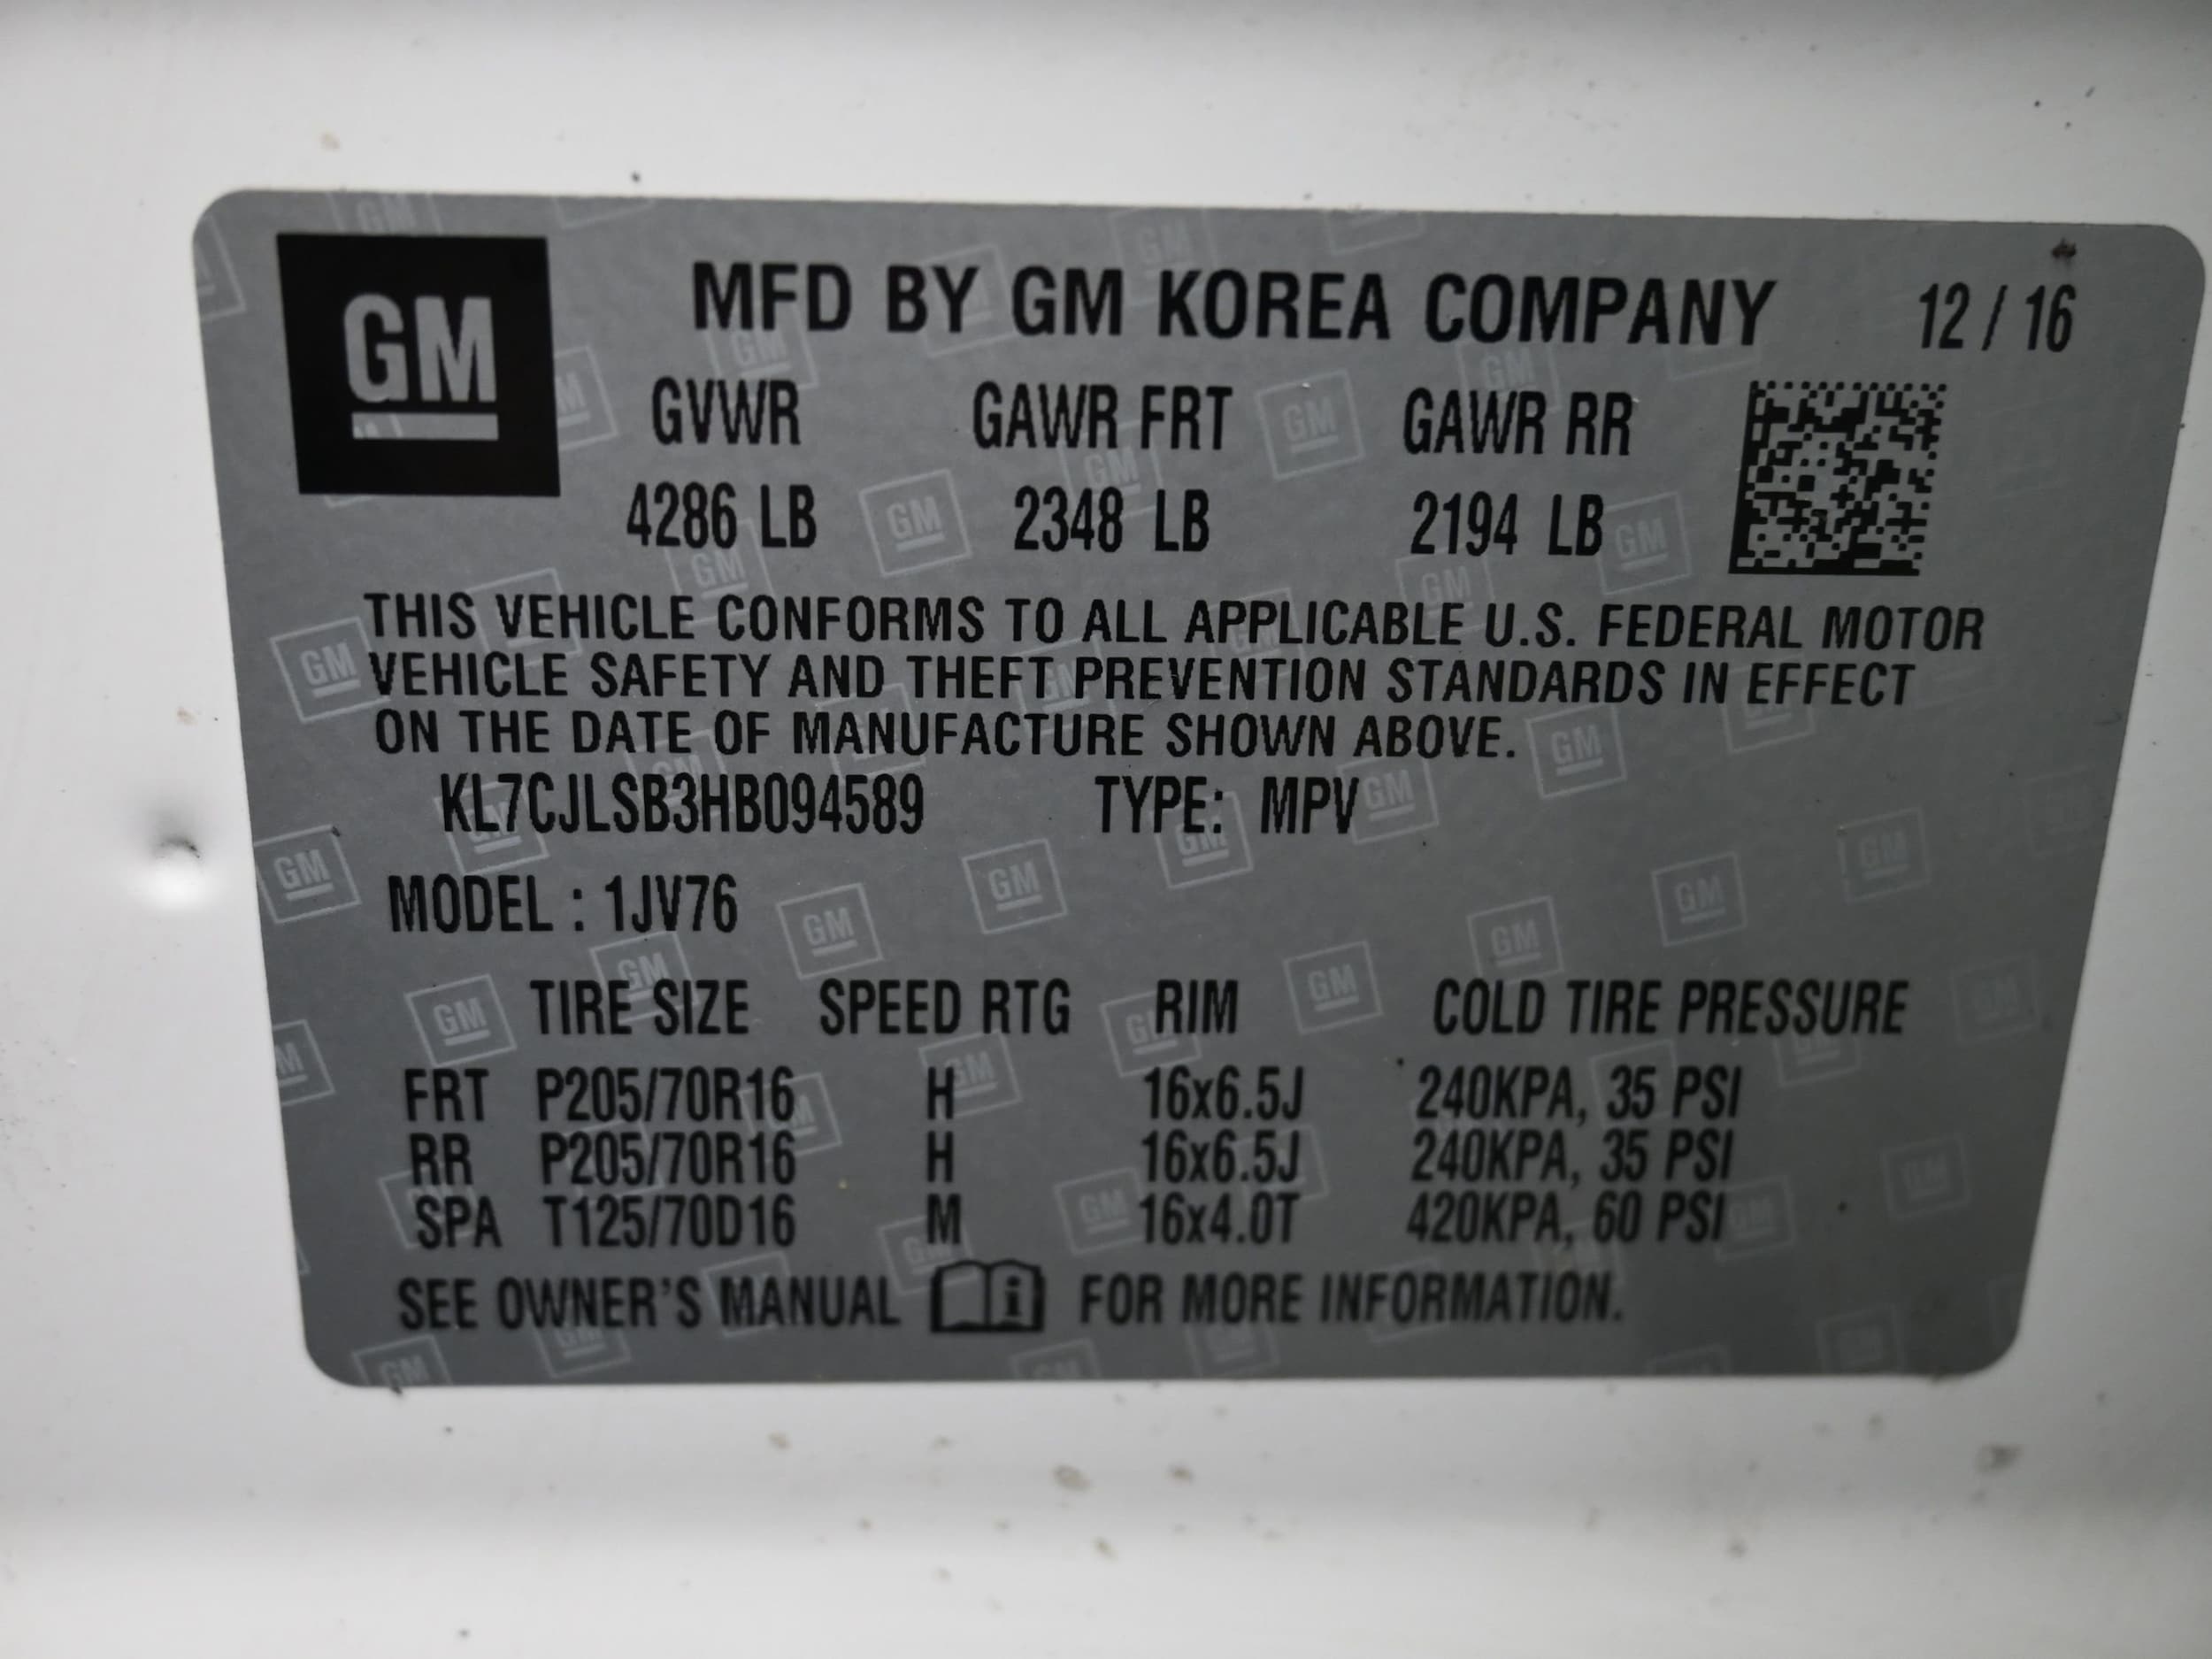 GM
MFD BY GM KOREA COMPANY 12 / 16
GVWR GAWR FRT GAWR RR
4286 LB 2348 LB 2194 LB
THIS VEHICLE CONFORMS TO ALL APPLICABLE U.S. FEDERAL MOTOR
VEHICLE SAFETY AND THEFT PREVENTION STANDARDS IN EFFECT
ON THE DATE OF MANUFACTURE SHOWN ABOVE.
KL7CJLSB3HB094589 TYPE: MPV
MODEL : 1JV76
TIRE SIZE SPEED RTG RIM COLD TIRE PRESSURE
FRT P205/70R16 H 16x6.5J 240KPA, 35 PSI
RR P205/70R16 H 16x6.5J 240KPA, 35 PSI
SPA T125/70D16 M 16x4.0T 420KPA, 60 PSI
SEE OWNER'S MANUAL i FOR MORE INFORMATION.